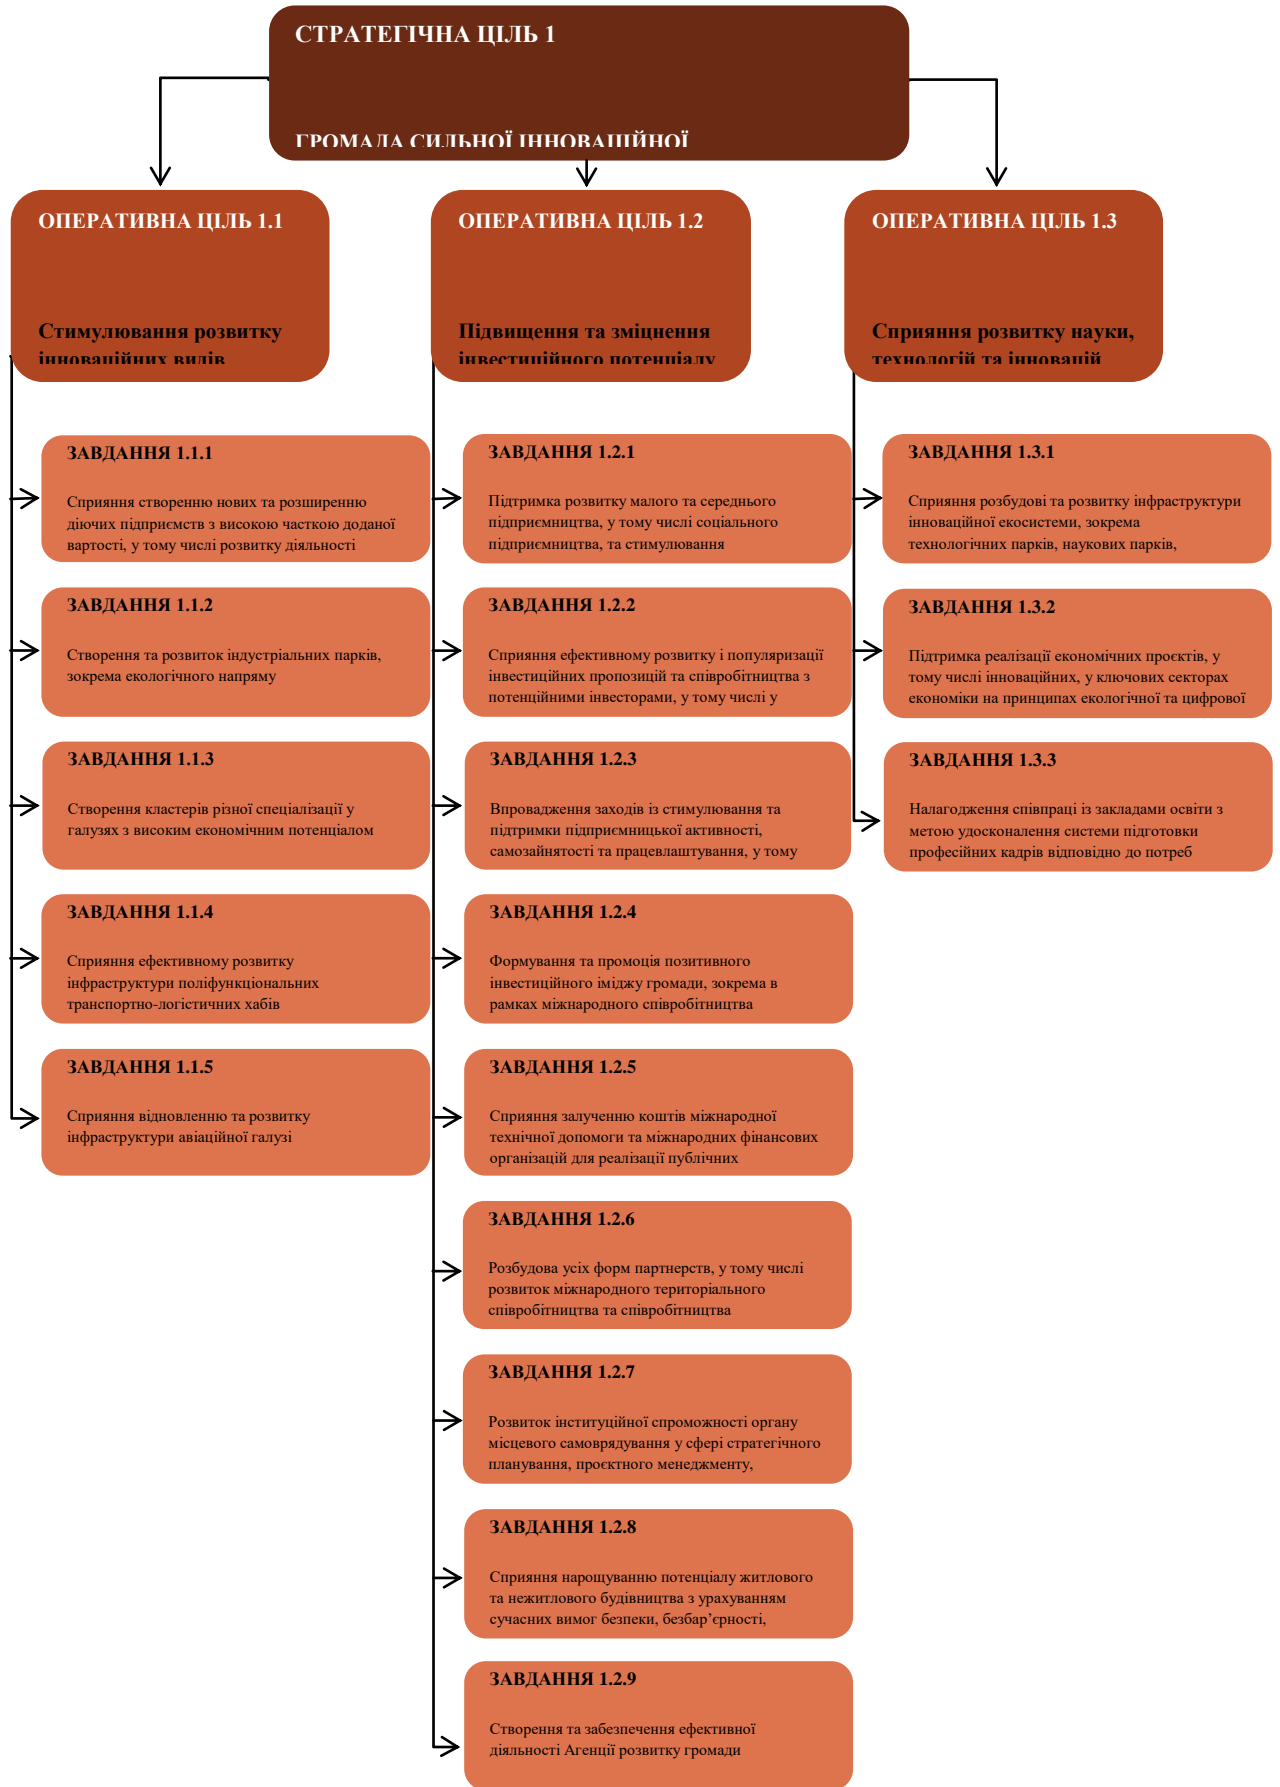 СТРАТЕГІЧНА ЦІЛЬ 1
ГРОМАДА СИЛЬНОЇ ІННОВАЦІЙНОЇ
ОПЕРАТИВНА ЦІЛЬ 1.1
Стимулювання розвитку
інноваційних видів
ОПЕРАТИВНА ЦІЛЬ 1.2
Підвищення та зміцнення
інвестиційного потенціалу
ОПЕРАТИВНА ЦІЛЬ 1.3
Сприяння розвитку науки,
технологій та інновацій
ЗАВДАННЯ 1.1.1
Сприяння створенню нових та розширенню
діючих підприємств з високою часткою доданої
вартості, у тому числі розвитку діяльності
ЗАВДАННЯ 1.1.2
Створення та розвиток індустріальних парків,
зокрема екологічного напряму
ЗАВДАННЯ 1.1.3
Створення кластерів різної спеціалізації у
галузях з високим економічним потенціалом
ЗАВДАННЯ 1.1.4
Сприяння ефективному розвитку
інфраструктури поліфункціональних
транспортно-логістичних хабів
ЗАВДАННЯ 1.1.5
Сприяння відновленню та розвитку
інфраструктури авіаційної галузі
ЗАВДАННЯ 1.2.1
Підтримка розвитку малого та середнього
підприємництва, у тому числі соціального
підприємництва, та стимулювання
ЗАВДАННЯ 1.2.2
Сприяння ефективному розвитку і популяризації
інвестиційних пропозицій та співробітництва з
потенційними інвесторами, у тому числі у
ЗАВДАННЯ 1.2.3
Впровадження заходів із стимулювання та
підтримки підприємницької активності,
самозайнятості та працевлаштування, у тому
ЗАВДАННЯ 1.2.4
Формування та промоція позитивного
інвестиційного іміджу громади, зокрема в
рамках міжнародного співробітництва
ЗАВДАННЯ 1.2.5
Сприяння залученню коштів міжнародної
технічної допомоги та міжнародних фінансових
організацій для реалізації публічних
ЗАВДАННЯ 1.2.6
Розбудова усіх форм партнерств, у тому числі
розвиток міжнародного територіального
співробітництва та співробітництва
ЗАВДАННЯ 1.2.7
Розвиток інституційної спроможності органу
місцевого самоврядування у сфері стратегічного
планування, проєктного менеджменту,
ЗАВДАННЯ 1.2.8
Сприяння нарощуванню потенціалу житлового
та нежитлового будівництва з урахуванням
сучасних вимог безпеки, безбар’єрності,
ЗАВДАННЯ 1.2.9
Створення та забезпечення ефективної
діяльності Агенції розвитку громади
ЗАВДАННЯ 1.3.1
Сприяння розбудові та розвитку інфраструктури
інноваційної екосистеми, зокрема
технологічних парків, наукових парків,
ЗАВДАННЯ 1.3.2
Підтримка реалізації економічних проєктів, у
тому числі інноваційних, у ключових секторах
економіки на принципах екологічної та цифрової
ЗАВДАННЯ 1.3.3
Налагодження співпраці із закладами освіти з
метою удосконалення системи підготовки
професійних кадрів відповідно до потреб